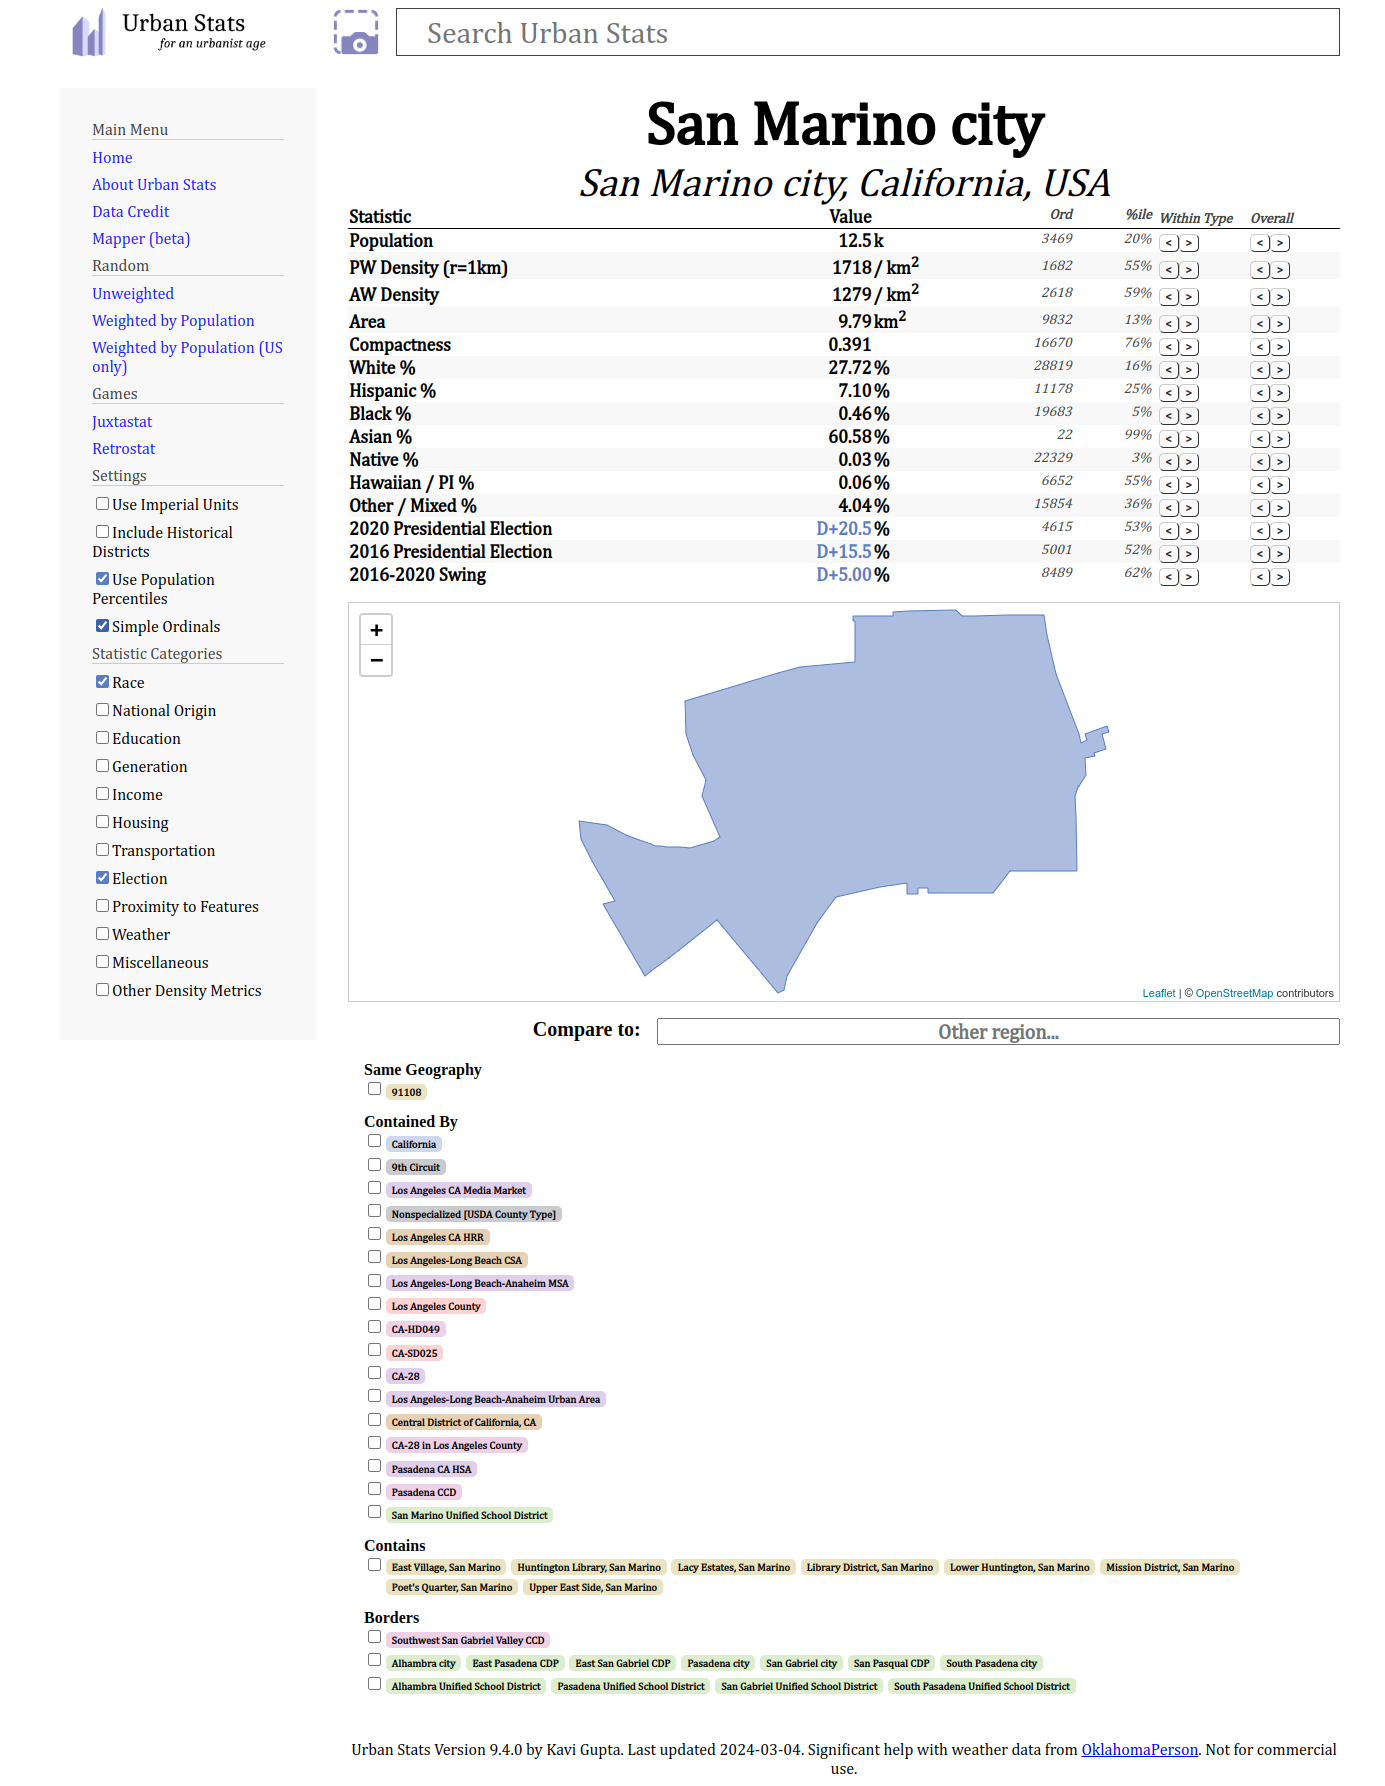 Urban Stats
for an urbanist age
Search Urban Stats
Main Menu
Home
About Urban Stats
Data Credit
Mapper (beta)
Random
Unweighted
Weighted by Population
Weighted by Population (US
only)
Games
Juxtastat
Retrostat
Settings
Use Imperial Units
Include Historical
Districts
Use Population
Percentiles
Simple Ordinals
Statistic Categories
Race
National Origin
Education
Generation
Income
Housing
Transportation
Election
Proximity to Features
Weather
Miscellaneous
Other Density Metrics
San Marino city
San Marino city, California, USA
Statistic Value Ord %ile Within Type Overall
Population 12.5 k 3469 20% < > < >
PW Density (r=1km) 1718 / km² 1682 55% < > < >
AW Density 1279 / km² 2618 59% < > < >
Area 9.79 km² 9832 13% < > < >
Compactness 0.391 16670 76% < > < >
White % 27.72 % 28819 16% < > < >
Hispanic % 7.10 % 11178 25% < > < >
Black % 0.46 % 19683 5% < > < >
Asian % 60.58 % 22 99% < > < >
Native % 0.03 % 22329 3% < > < >
Hawaiian / PI % 0.06 % 6652 55% < > < >
Other / Mixed % 4.04 % 15854 36% < > < >
2020 Presidential Election D+20.5 % 4615 53% < > < >
2016 Presidential Election D+15.5 % 5001 52% < > < >
2016-2020 Swing D+5.00 % 8489 62% < > < >
+
−
Leaflet | © OpenStreetMap contributors
Compare to: Other region...
Same Geography
91108
Contained By
California
9th Circuit
Los Angeles CA Media Market
Nonspecialized [USDA County Type]
Los Angeles CA HRR
Los Angeles-Long Beach CSA
Los Angeles-Long Beach-Anaheim MSA
Los Angeles County
CA-HD049
CA-SD025
CA-28
Los Angeles-Long Beach-Anaheim Urban Area
Central District of California, CA
CA-28 in Los Angeles County
Pasadena CA HSA
Pasadena CCD
San Marino Unified School District
Contains
East Village, San Marino Huntington Library, San Marino Lacy Estates, San Marino Library District, San Marino Lower Huntington, San Marino Mission District, San Marino
Poet's Quarter, San Marino Upper East Side, San Marino
Borders
Southwest San Gabriel Valley CCD
Alhambra city East Pasadena CDP East San Gabriel CDP Pasadena city San Gabriel city San Pasqual CDP South Pasadena city
Alhambra Unified School District Pasadena Unified School District San Gabriel Unified School District South Pasadena Unified School District
Urban Stats Version 9.4.0 by Kavi Gupta. Last updated 2024-03-04. Significant help with weather data from OklahomaPerson. Not for commercial
use.